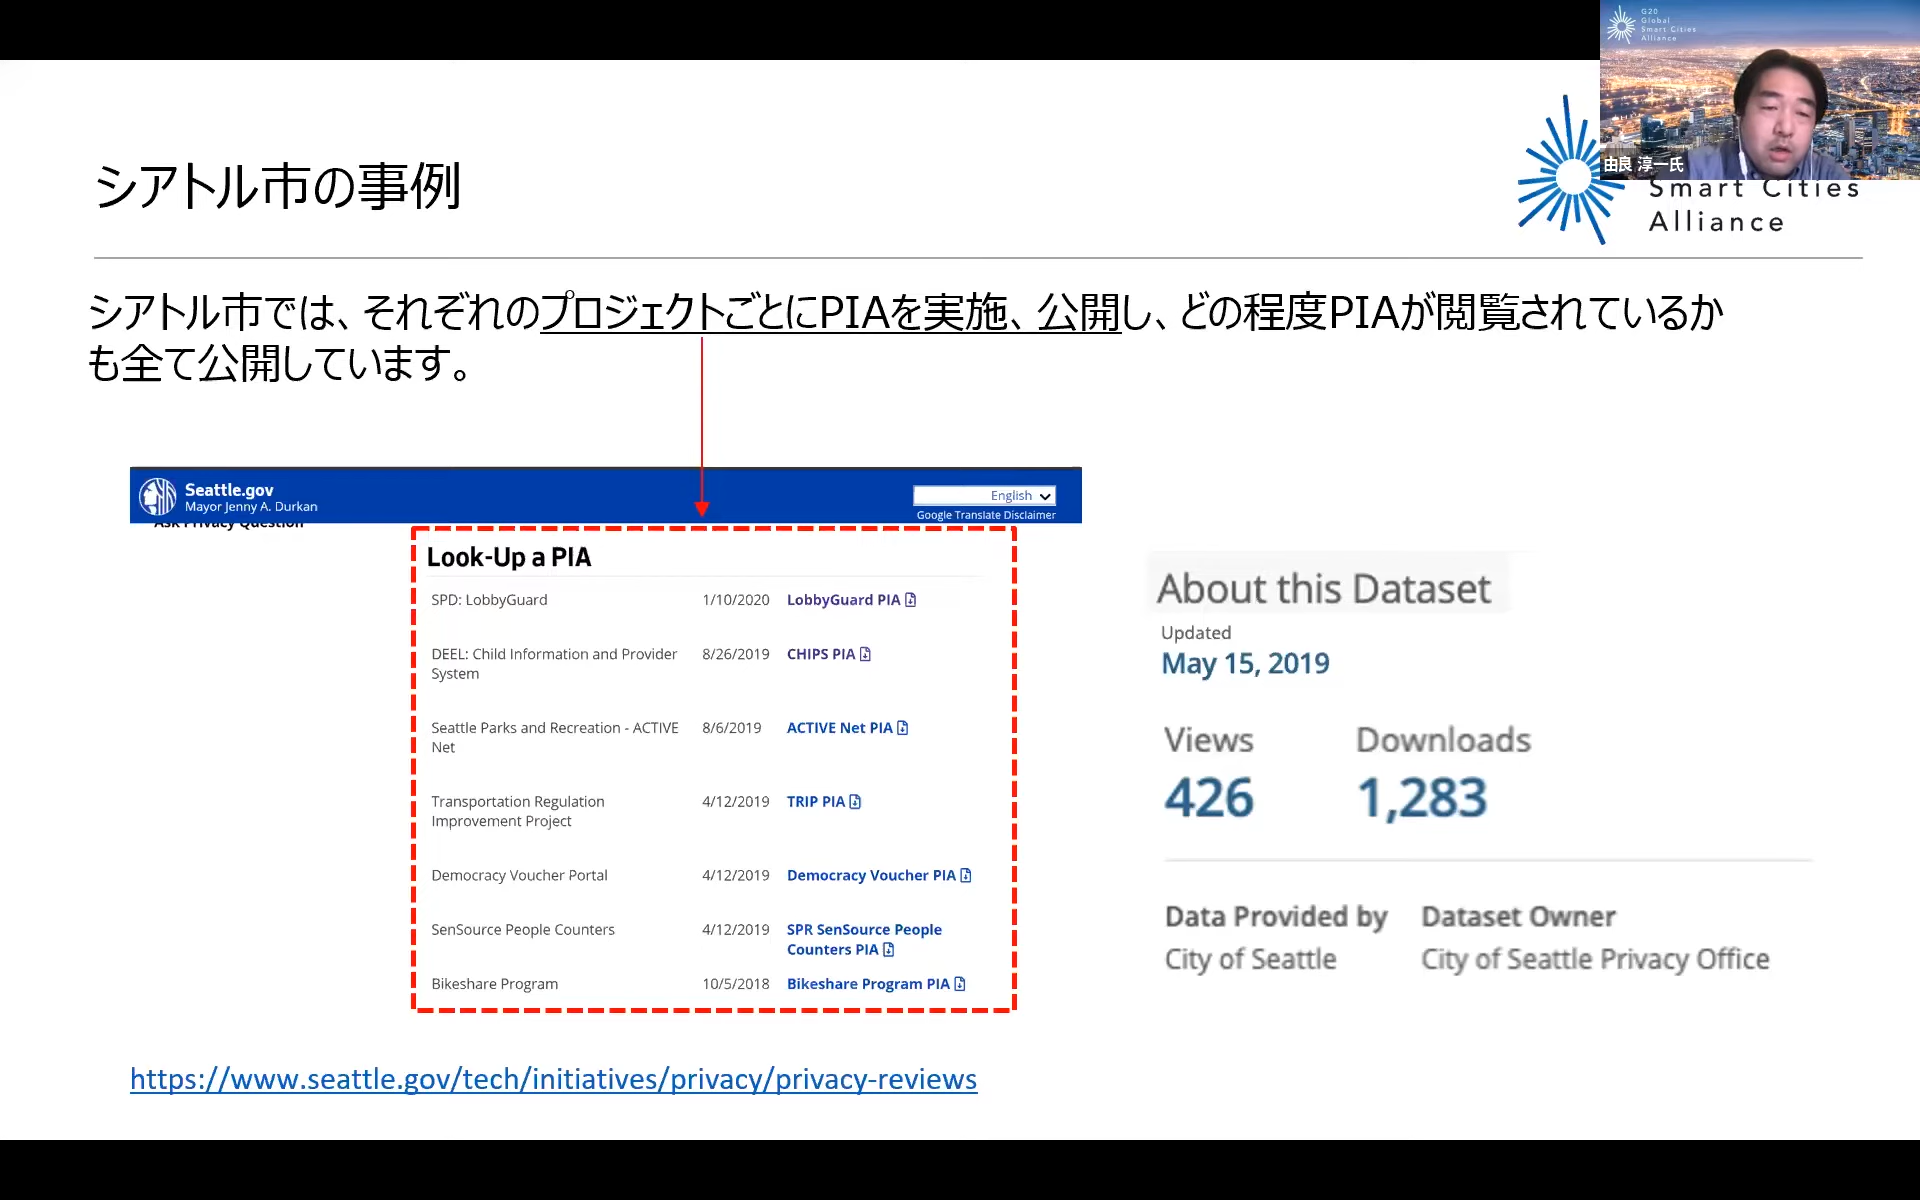 G20
Global
Smart Cities
Alliance
由良 淳一氏
Smart Cities
Alliance
シアトル市の事例
シアトル市では、それぞれのプロジェクトごとにPIAを実施、公開し、どの程度PIAが閲覧されているか
も全て公開しています。
Seattle.gov
Mayor Jenny A. Durkan
English
Google Translate Disclaimer
Ask Privacy Question
Look-Up a PIA
SPD: LobbyGuard 1/10/2020 LobbyGuard PIA
DEEL: Child Information and Provider 8/26/2019 CHIPS PIA
System
Seattle Parks and Recreation - ACTIVE 8/6/2019 ACTIVE Net PIA
Net
Transportation Regulation 4/12/2019 TRIP PIA
Improvement Project
Democracy Voucher Portal 4/12/2019 Democracy Voucher PIA
SenSource People Counters 4/12/2019 SPR SenSource People
Counters PIA
Bikeshare Program 10/5/2018 Bikeshare Program PIA
About this Dataset
Updated
May 15, 2019
Views Downloads
426 1,283
Data Provided by Dataset Owner
City of Seattle City of Seattle Privacy Office
https://www.seattle.gov/tech/initiatives/privacy/privacy-reviews